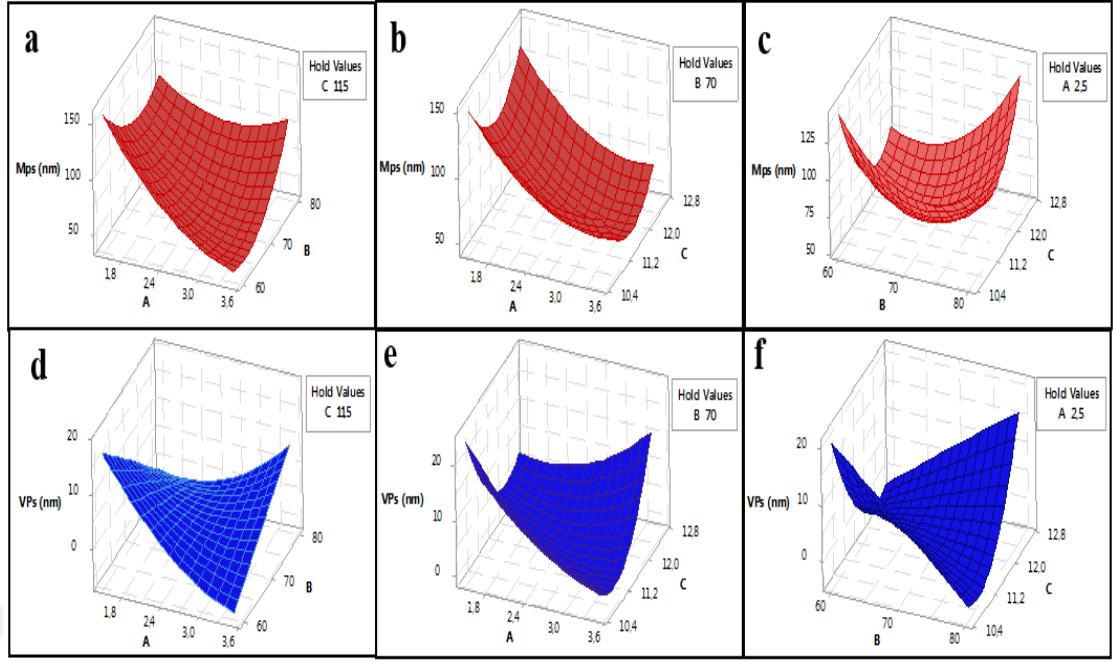 a
Hold Values
C 115
150
Mps (nm)
100
50
1,8
2,4
3,0
3,6
A
60
70
80
B
b
Hold Values
B 70
150
Mps (nm)
100
50
1,8
2,4
3,0
3,6
A
10,4
11,2
12,0
12,8
C
c
Hold Values
A 2,5
125
Mps (nm)
100
75
50
60
70
80
B
10,4
11,2
12,0
12,8
C
d
Hold Values
C 115
20
VPs (nm)
10
0
1,8
2,4
3,0
3,6
A
60
70
80
B
e
Hold Values
B 70
20
VPs (nm)
10
0
1,8
2,4
3,0
3,6
A
10,4
11,2
12,0
12,8
C
f
Hold Values
A 2,5
20
VPs (nm)
10
0
60
70
80
B
10,4
11,2
12,0
12,8
C